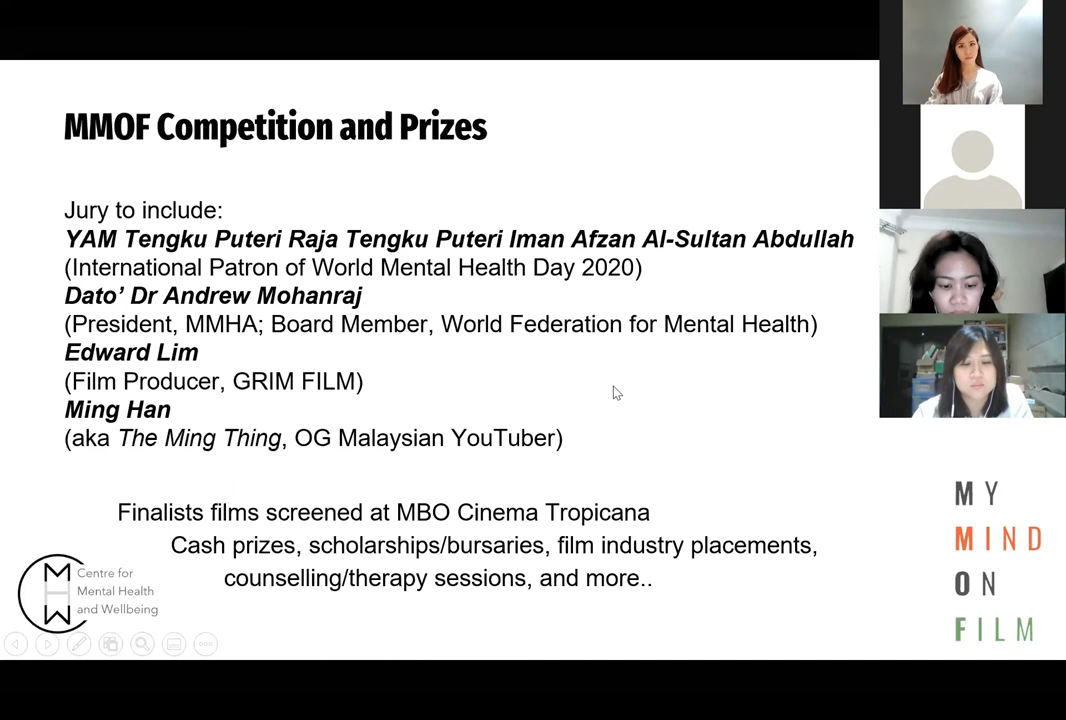 MMOF Competition and Prizes
Jury to include:
YAM Tengku Puteri Raja Tengku Puteri Iman Afzan Al-Sultan Abdullah
(International Patron of World Mental Health Day 2020)
Dato’ Dr Andrew Mohanraj
(President, MMHA; Board Member, World Federation for Mental Health)
Edward Lim
(Film Producer, GRIM FILM)
Ming Han
(aka The Ming Thing, OG Malaysian YouTuber)
Finalists films screened at MBO Cinema Tropicana
Cash prizes, scholarships/bursaries, film industry placements,
counselling/therapy sessions, and more..
MHW
Centre for
Mental Health
and Wellbeing
MY
MIND
ON
FILM